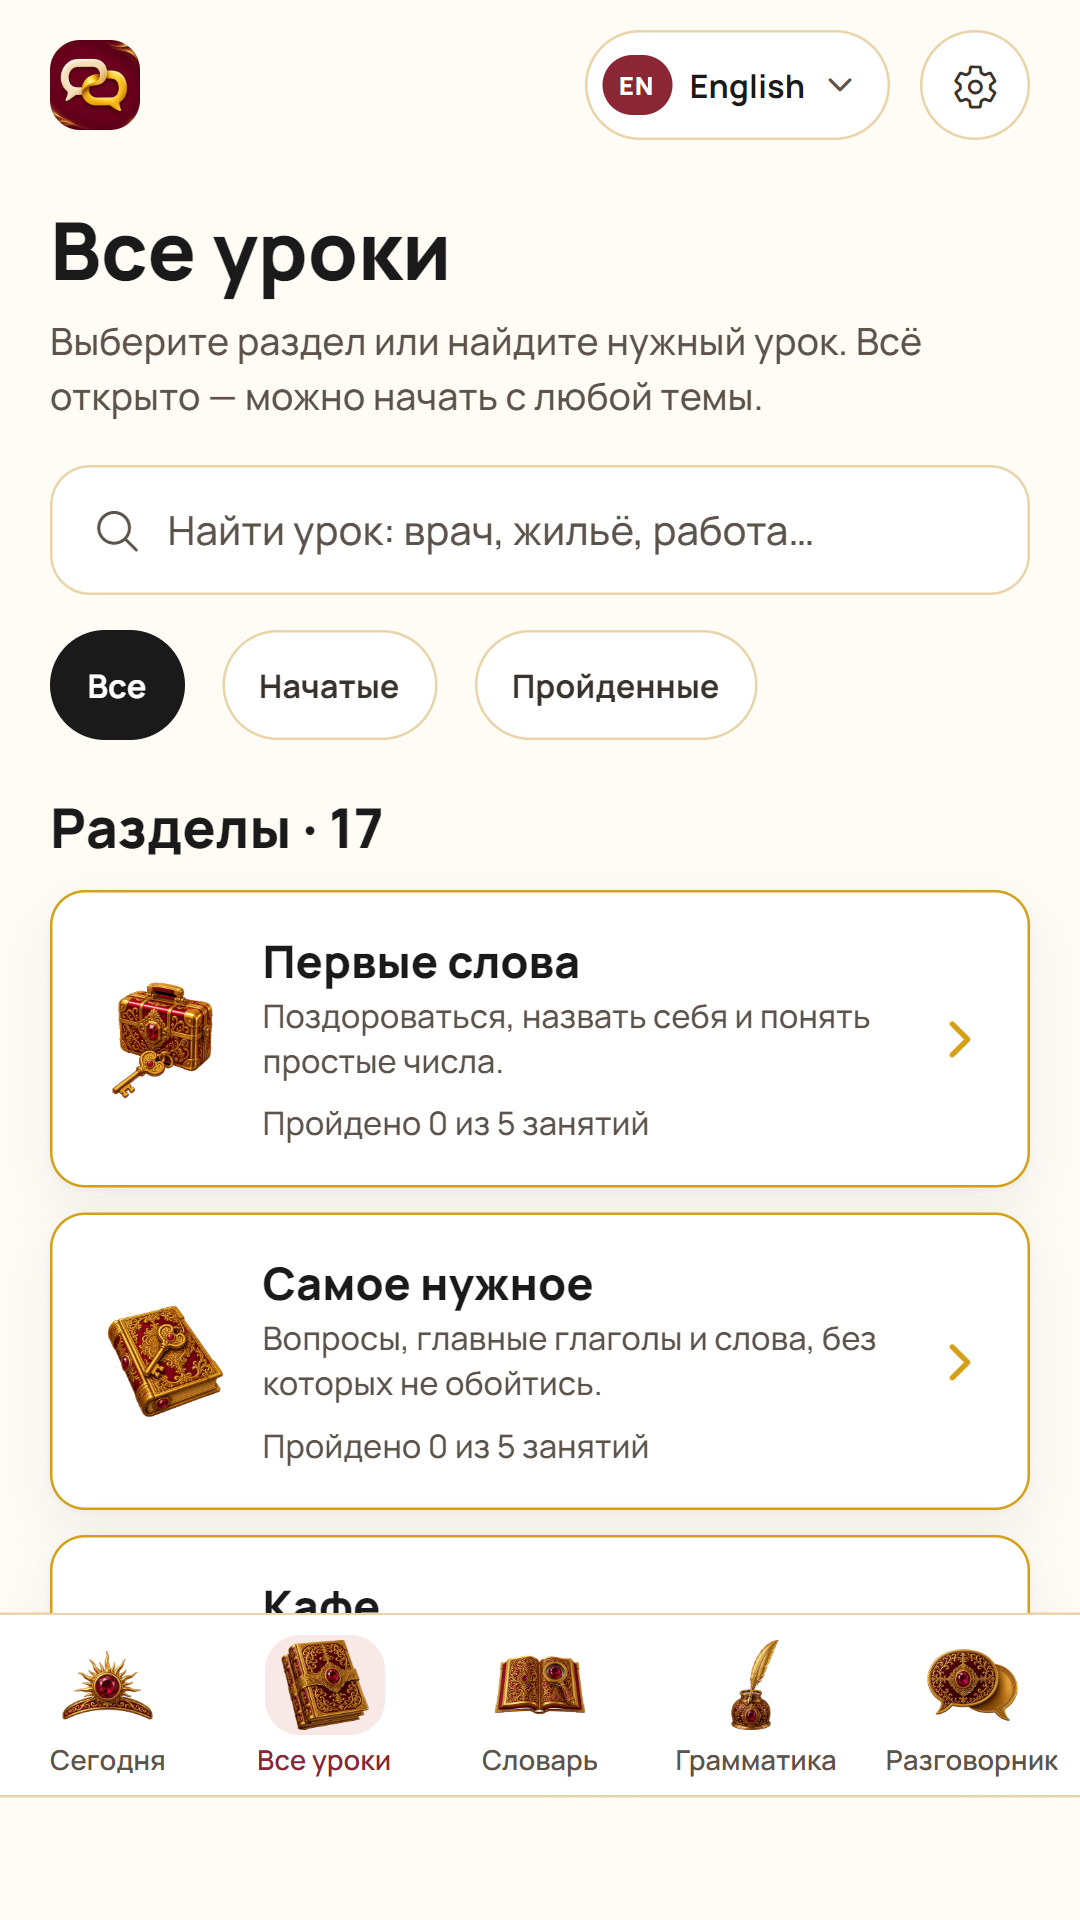 EN English
Все уроки
Выберите раздел или найдите нужный урок. Всё
открыто — можно начать с любой темы.
Найти урок: врач, жильё, работа...
Все
Начатые
Пройденные
Разделы · 17
Первые слова
Поздороваться, назвать себя и понять
простые числа.
Пройдено 0 из 5 занятий
Самое нужное
Вопросы, главные глаголы и слова, без
которых не обойтись.
Пройдено 0 из 5 занятий
Кафе
Сегодня
Все уроки
Словарь
Грамматика
Разговорник